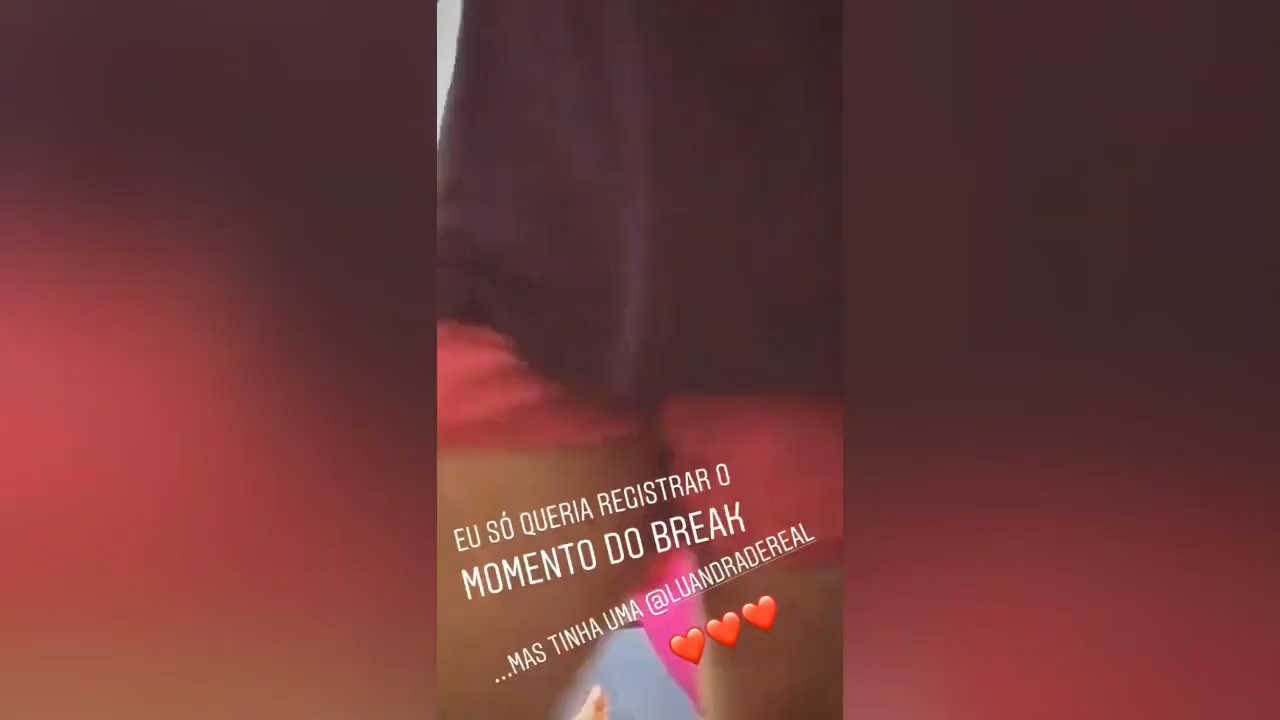 EU SÓ QUERIA REGISTRAR O
MOMENTO DO BREAK
...MAS TINHA UMA @LUANDRADEREAL